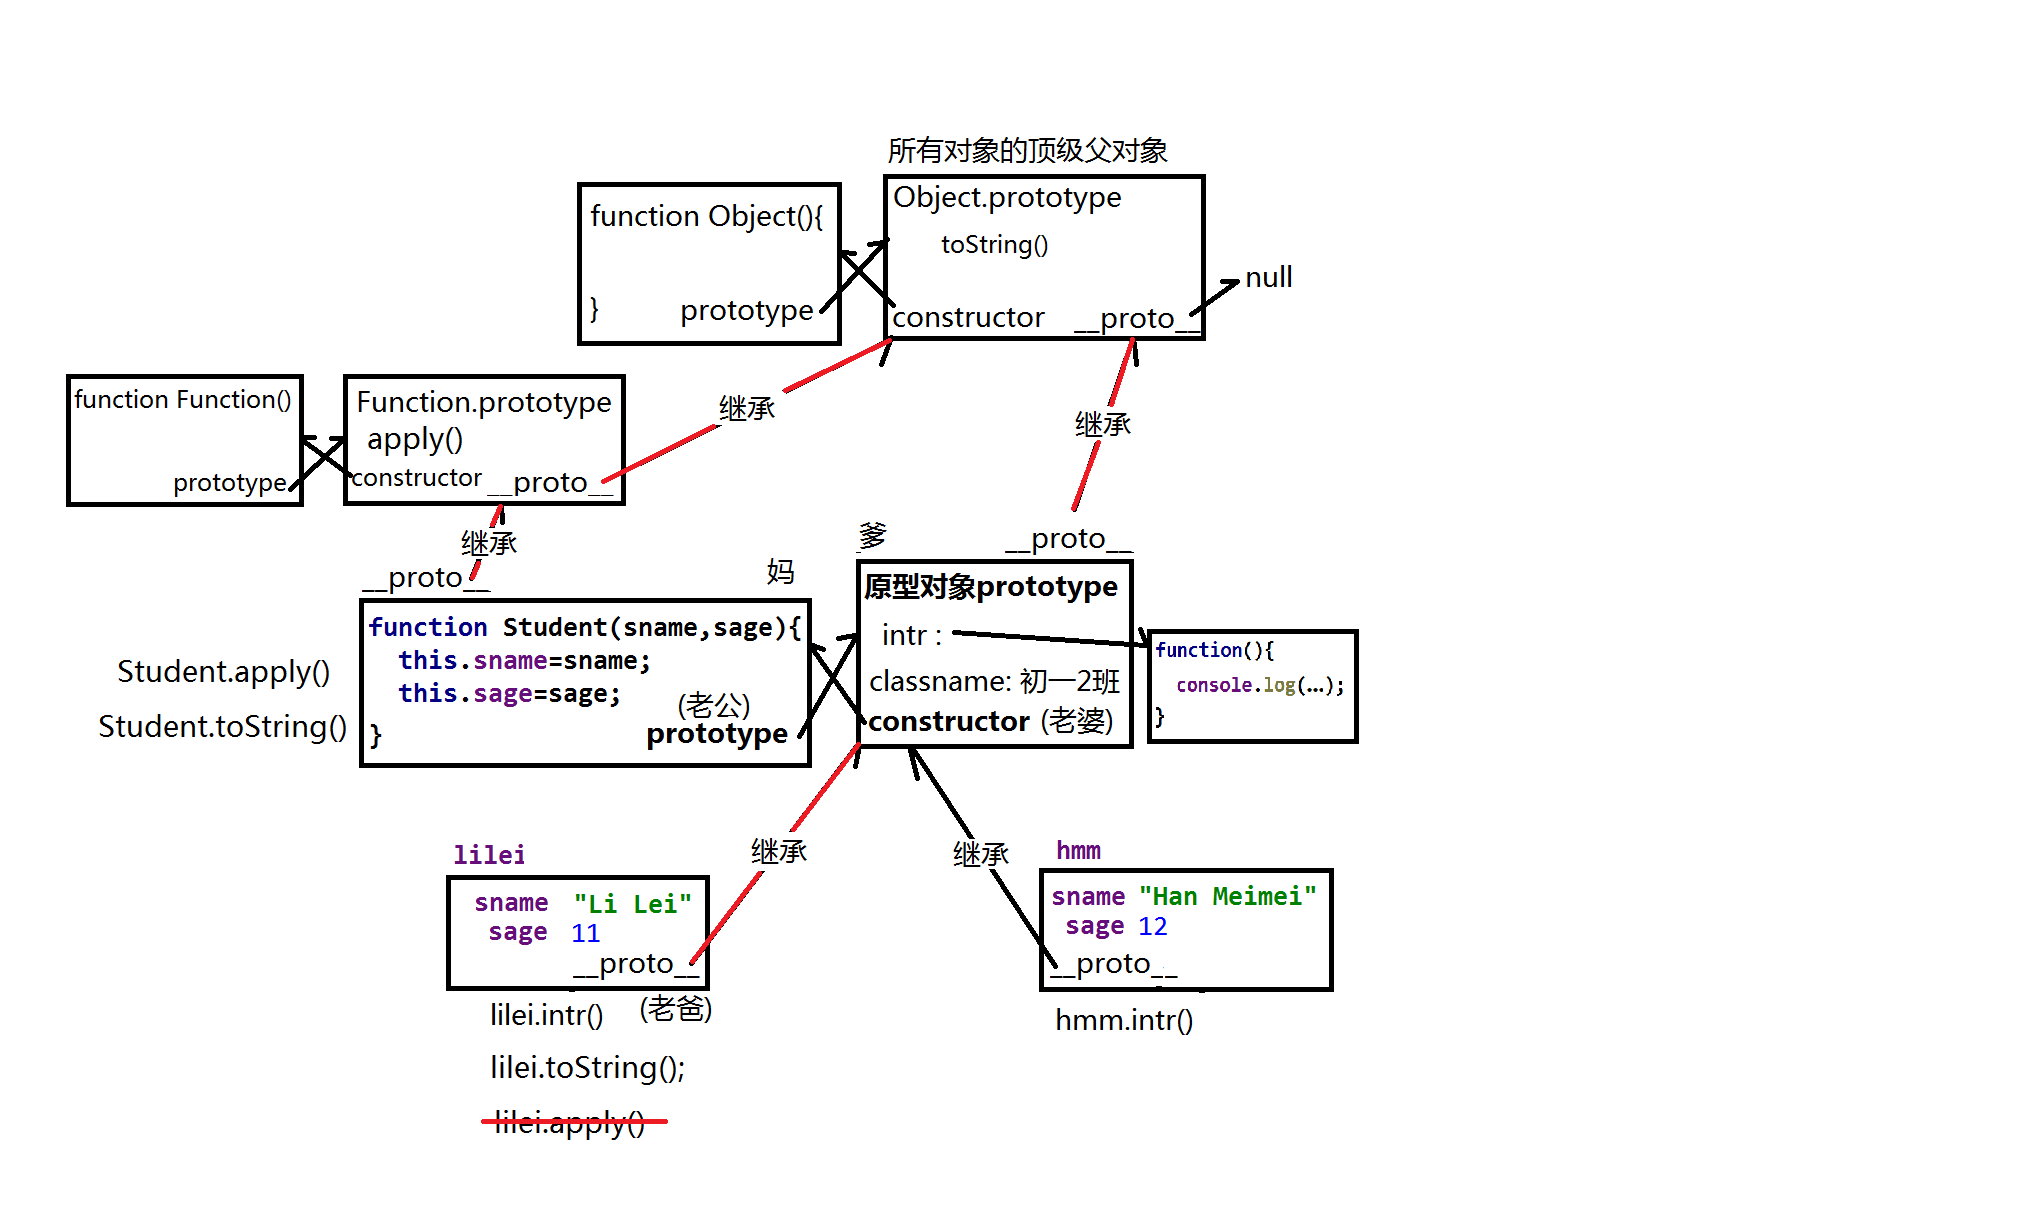 所有对象的顶级父对象
function Object(){
}
prototype
Object.prototype
toString()
constructor
__proto__
null
function Function()
prototype
Function.prototype
apply()
constructor
__proto__
继承
继承
继承
__proto__
妈
爹
__proto__
Student.apply()
Student.toString()
function Student(sname,sage){
this.sname=sname;
this.sage=sage;
}
(老公)
prototype
原型对象prototype
intr :
classname: 初一2班
constructor (老婆)
function(){
console.log(…);
}
继承
继承
lilei
sname "Li Lei"
sage 11
__proto__
(老爸)
lilei.intr()
lilei.toString();
lilei.apply()
hmm
sname "Han Meimei"
sage 12
__proto__
hmm.intr()